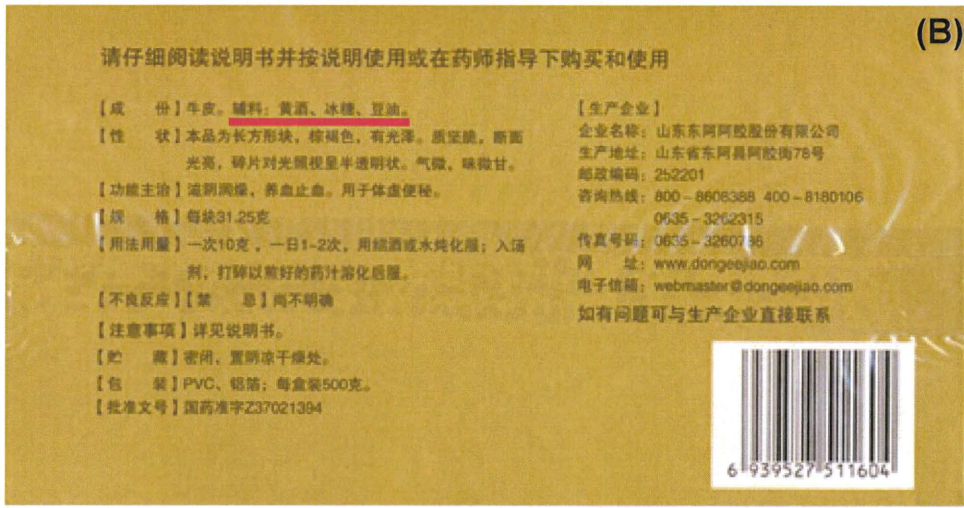 (B)
请仔细阅读说明书并按说明使用或在药师指导下购买和使用
【成　份】牛皮。辅料：黄酒、冰糖、豆油。
【性　状】本品为长方形块，棕褐色，有光泽。质坚脆，断面
光亮，碎片对光照视呈半透明状。气微，味微甘。
【功能主治】滋阴润燥，养血止血。用于体虚便秘。
【规　格】每块31.25克
【用法用量】一次10克，一日1~2次，用绍酒或水炖化服；入汤
剂，打碎以煎好的药汁溶化后服。
【不良反应】【禁　忌】尚不明确
【注意事项】详见说明书。
【贮　藏】密闭，置阴凉干燥处。
【包　装】PVC、铝箔；每盒装500克。
【批准文号】国药准字Z37021394
【生产企业】
企业名称：山东东阿阿胶股份有限公司
生产地址：山东省东阿县阿胶街78号
邮政编码：252201
咨询热线：800-8606388 400-8180106
0635-3262315
传真号码：0635-3260786
网　址：www.dongeejiao.com
电子信箱：webmaster@dongeejiao.com
如有问题可与生产企业直接联系
6 939527 511604